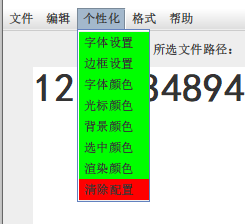 文件 编辑 个性化 格式 帮助
字体设置
所选文件路径:
边框设置
字体颜色
12 34894
光标颜色
背景颜色
选中颜色
渲染颜色
清除配置